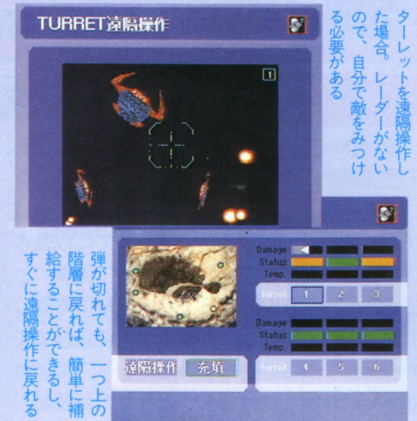 TURRET遠隔操作
1
ターレットを遠隔操作し
た場合。レーダーがない
ので、自分で敵をみつけ
る必要がある
弾が切れても、一つ上の
階層に戻れば、簡単に補
給することができるし、
すぐに遠隔操作に戻れる
Damage
Status
Temp.
Turret 1 2 3
Damage
Status
Temp.
Turret 4 5 6
遠隔操作 充填